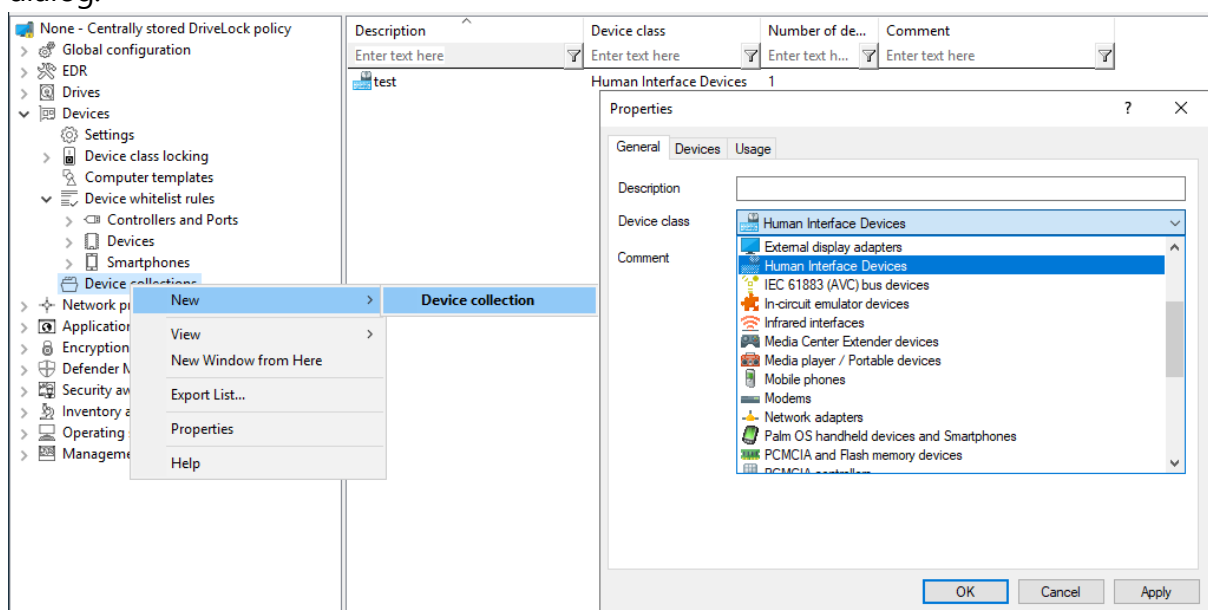 dialog.
None - Centrally stored DriveLock policy
Global configuration
EDR
Drives
Devices
Settings
Device class locking
Computer templates
Device whitelist rules
Controllers and Ports
Devices
Smartphones
Device collections
Network p
Application
Encryption
Defender
Security aw
Inventory a
Operating
Manageme
New
View
New Window from Here
Export List...
Properties
Help
Device collection
Description Device class Number of de... Comment
Enter text here Enter text here Enter text h... Enter text here
test Human Interface Devices 1
Properties ?
General Devices Usage
Description
Device class Human Interface Devices
Comment
External display adapters
Human Interface Devices
IEC 61883 (AVC) bus devices
In-circuit emulator devices
Infrared interfaces
Media Center Extender devices
Media player / Portable devices
Mobile phones
Modems
Network adapters
Palm OS handheld devices and Smartphones
PCMCIA and Flash memory devices
PCMCIA controllers
OK Cancel Apply